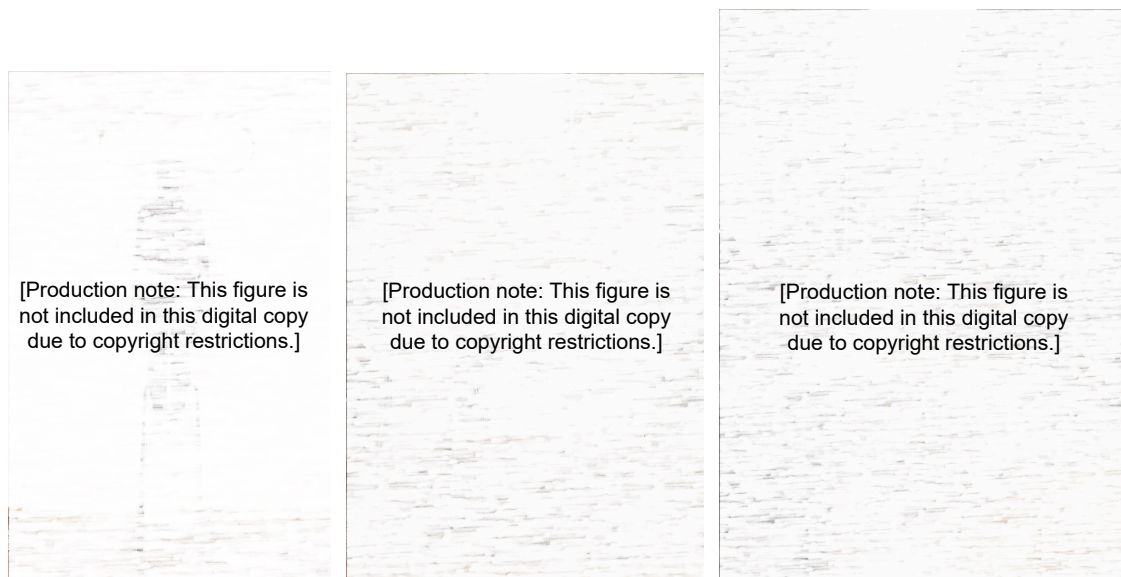 [Production note: This figure is
not included in this digital copy
due to copyright restrictions.]
[Production note: This figure is
not included in this digital copy
due to copyright restrictions.]
[Production note: This figure is
not included in this digital copy
due to copyright restrictions.]